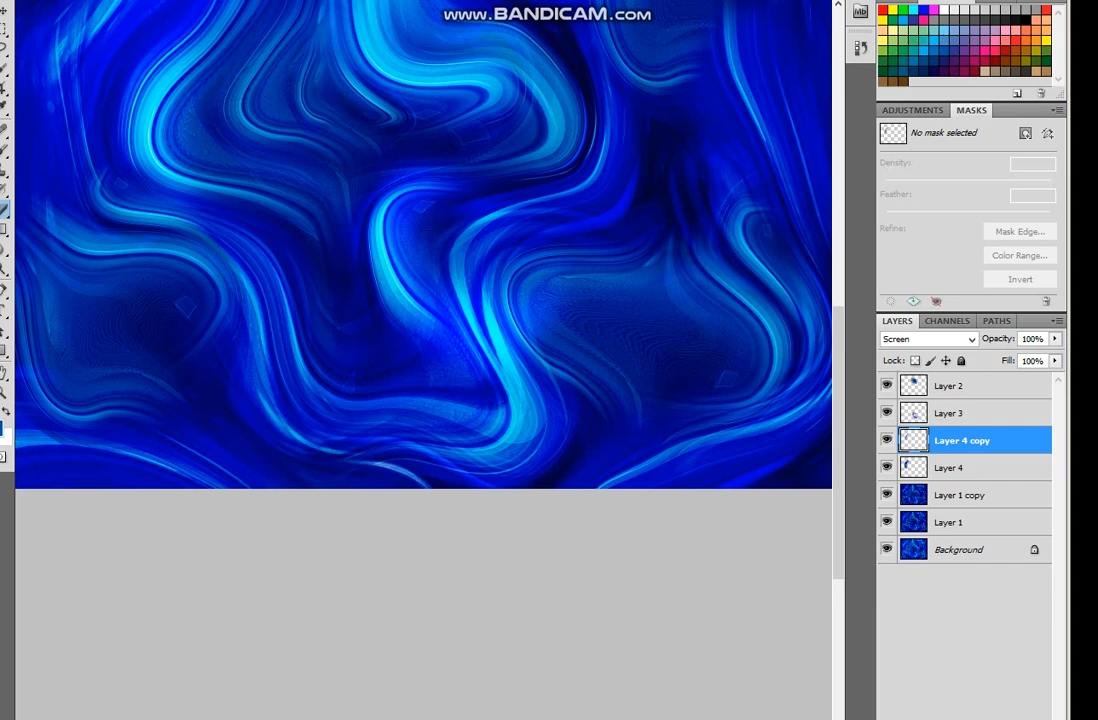 www.BANDICAM.com
Mb
ADJUSTMENTS MASKS
No mask selected
Density:
Feather:
Refine:
Mask Edge...
Color Range...
Invert
LAYERS CHANNELS PATHS
Screen Opacity: 100%
Lock: Fill: 100%
Layer 2
Layer 3
Layer 4 copy
Layer 4
Layer 1 copy
Layer 1
Background